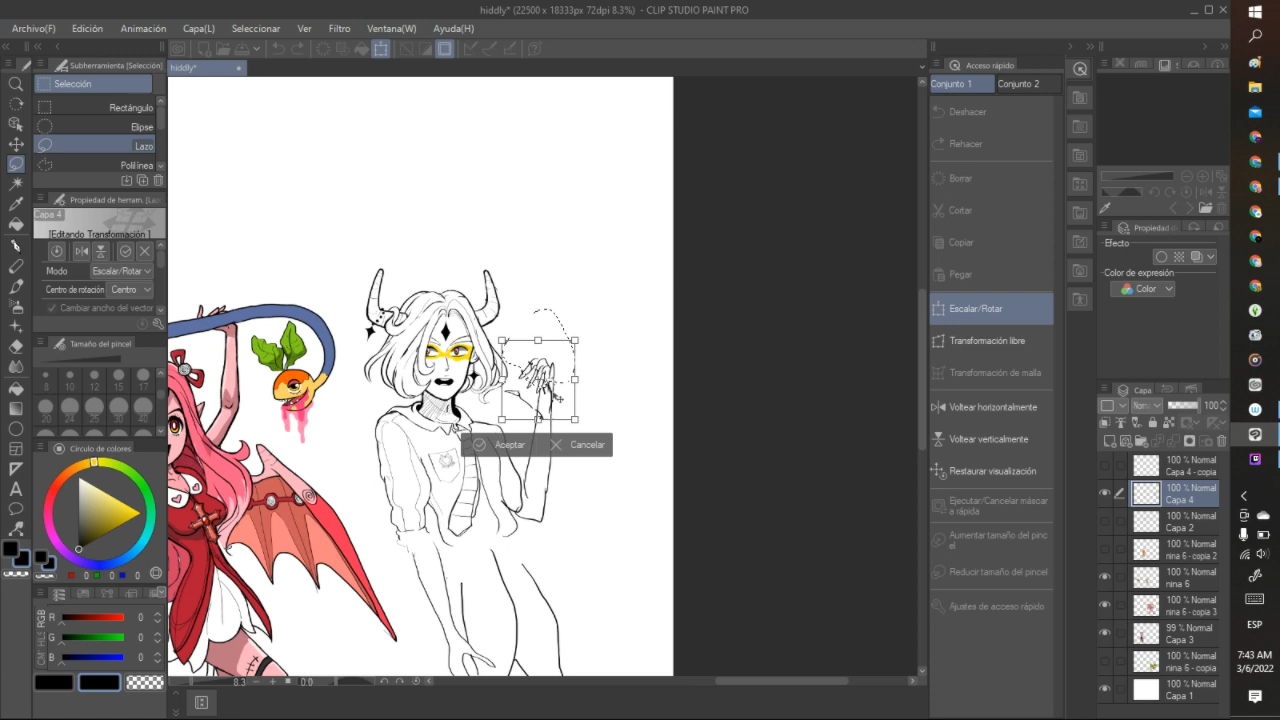 hiddly* (22500 x 18333px 72dpi 8.3%) - CLIP STUDIO PAINT PRO
Archivo(F) Edición Animación Capa(L) Seleccionar Ver Filtro Ventana(W) Ayuda(H)
Subherramienta (Selección)
Selección
Rectángulo
Elipse
Lazo
Polilínea
Propiedad de herram. [Lazo
Capa 4
[Editando Transformación ]
Modo Escalar/Rotar
Centro de rotación Centro
Cambiar ancho del vector
Tamaño del pincel
8 10 12 15 17
20 25 30 40
Círculo de colores
0 0 0
RGB
R 0
G 0
B 0
hiddly*
Aceptar Cancelar
8.3 0.0
Acceso rápido
Conjunto 1 Conjunto 2
Deshacer
Rehacer
Borrar
Cortar
Copiar
Pegar
Escalar/Rotar
Transformación libre
Transformación de malla
Voltear horizontalmente
Voltear verticalmente
Restaurar visualización
Ejecutar/Cancelar máscar
a rápida
Aumentar tamaño del pinc
el
Reducir tamaño del pincel
Ajustes de acceso rápido
Propiedad
Efecto
Color de expresión
Color
Capa
100
100 % Normal
Capa 4 - copia
100 % Normal
Capa 4
100 % Normal
Capa 2
100 % Normal
nina 6 - copia 2
100 % Normal
nina 6
100 % Normal
nina 6 - copia 3
99 % Normal
Capa 3
100 % Normal
nina 6 - copia
100 % Normal
Capa 1
ESP
7:43 AM
3/6/2022